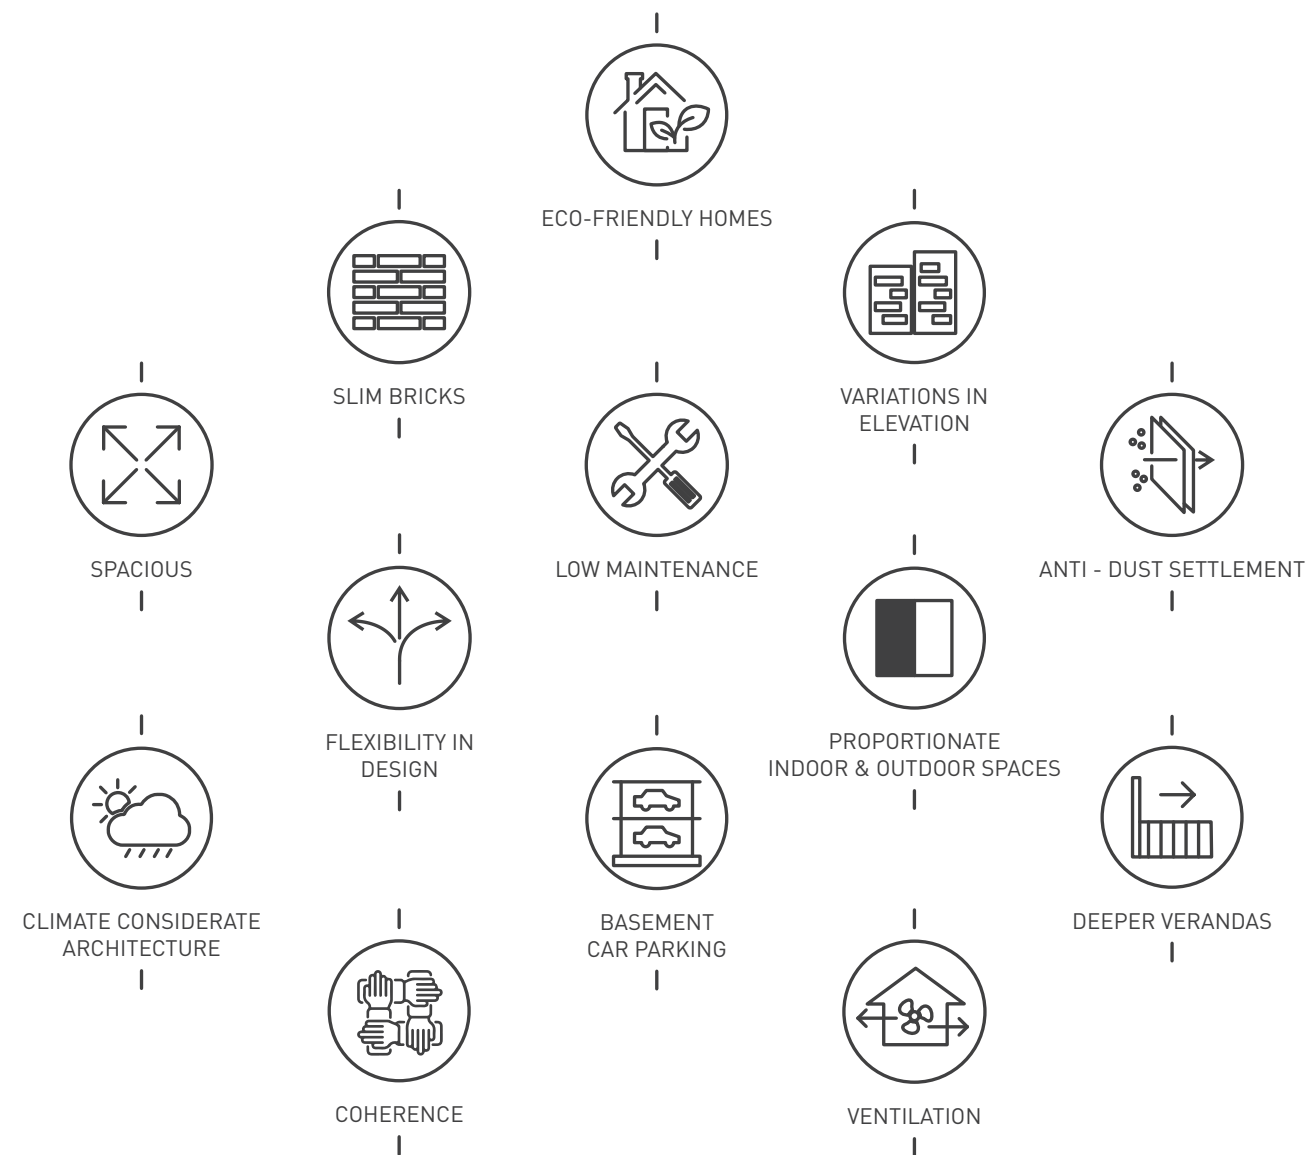 ECO-FRIENDLY HOMES
SLIM BRICKS
VARIATIONS IN
ELEVATION
SPACIOUS
LOW MAINTENANCE
ANTI - DUST SETTLEMENT
FLEXIBILITY IN
DESIGN
PROPORTIONATE
INDOOR & OUTDOOR SPACES
CLIMATE CONSIDERATE
ARCHITECTURE
BASEMENT
CAR PARKING
DEEPER VERANDAS
COHERENCE
VENTILATION